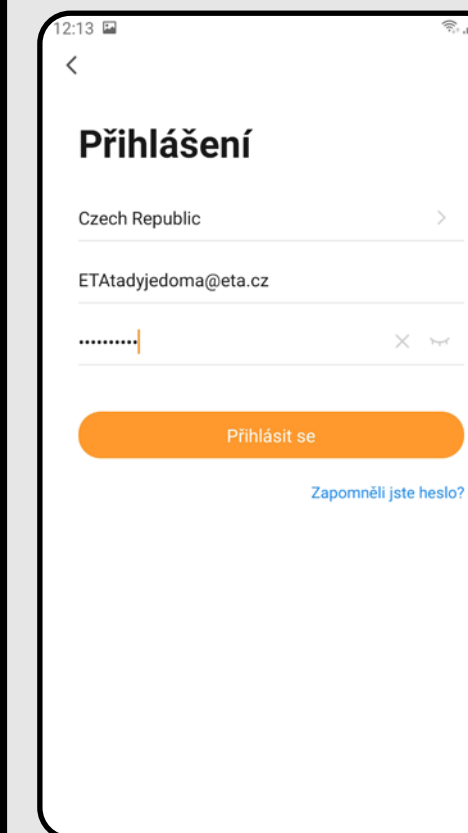 12:13
Přihlášení
Czech Republic
ETAtadyjedoma@eta.cz
••••••••••
Přihlásit se
Zapomněli jste heslo?